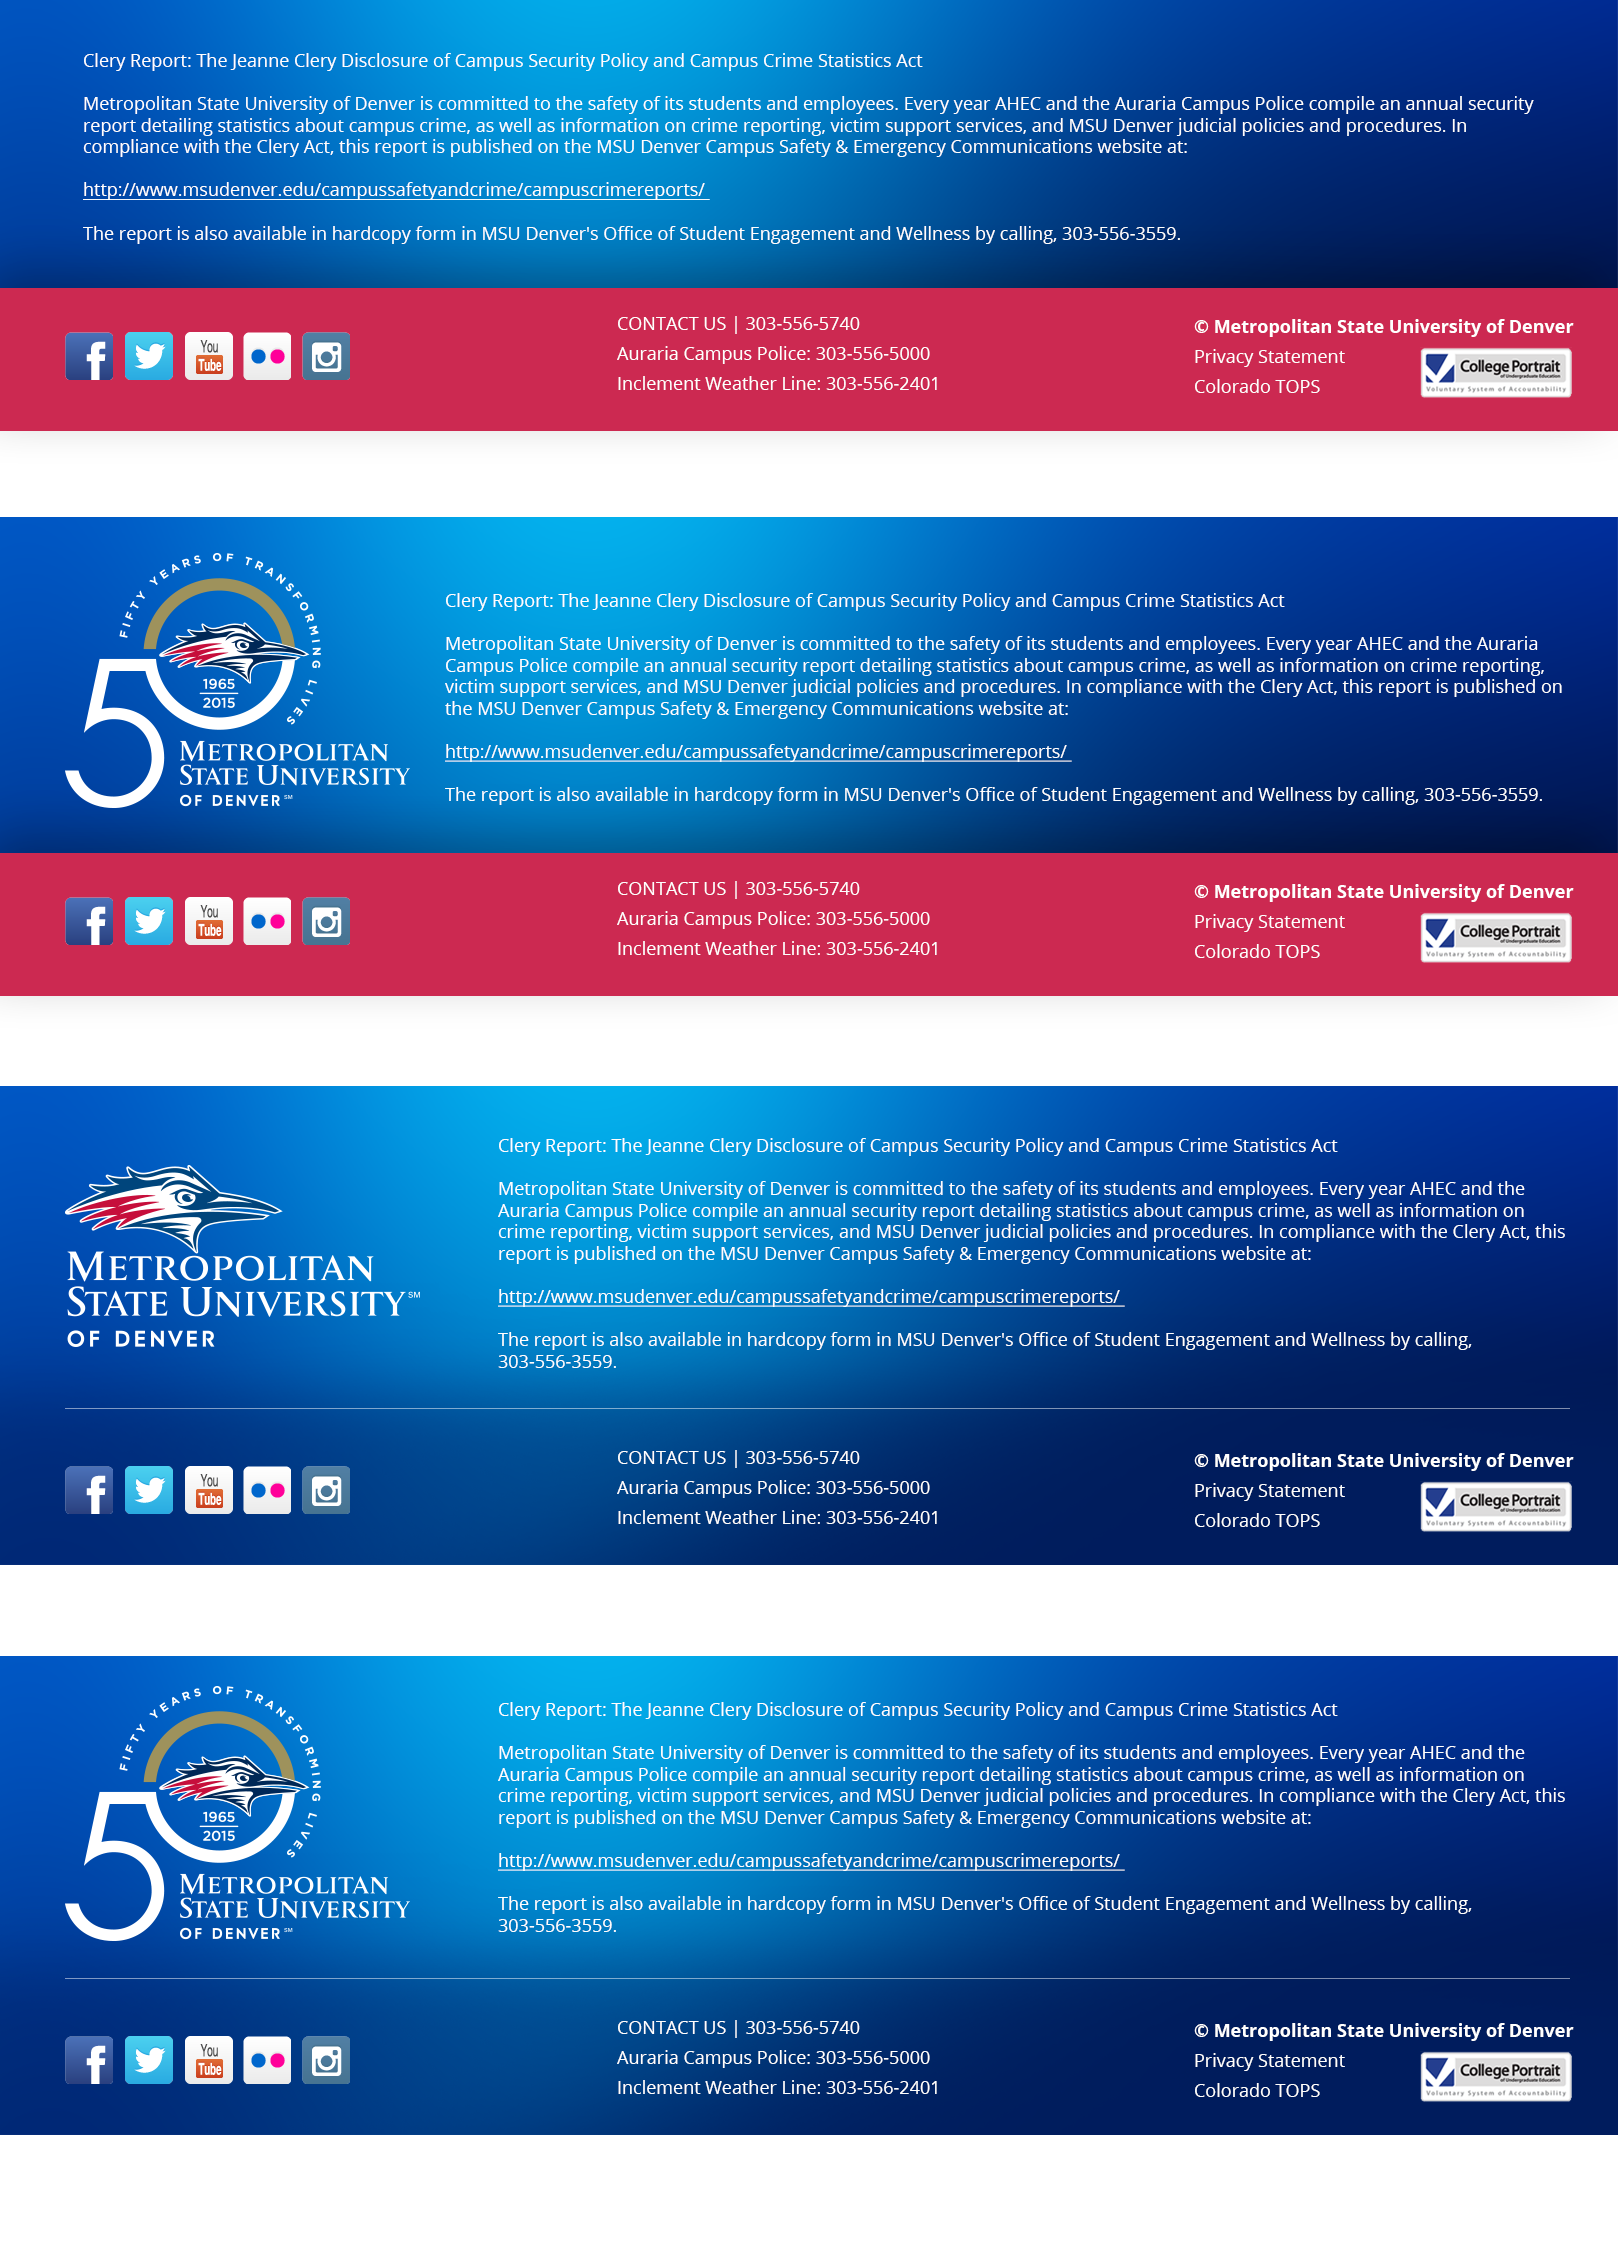 Clery Report: The Jeanne Clery Disclosure of Campus Security Policy and Campus Crime Statistics Act
Metropolitan State University of Denver is committed to the safety of its students and employees. Every year AHEC and the Auraria Campus Police compile an annual security
report detailing statistics about campus crime, as well as information on crime reporting, victim support services, and MSU Denver judicial policies and procedures. In
compliance with the Clery Act, this report is published on the MSU Denver Campus Safety & Emergency Communications website at:
http://www.msudenver.edu/campussafetyandcrime/campuscrimereports/
The report is also available in hardcopy form in MSU Denver's Office of Student Engagement and Wellness by calling, 303-556-3559.
You
Tube
CONTACT US | 303-556-5740
Auraria Campus Police: 303-556-5000
Inclement Weather Line: 303-556-2401
© Metropolitan State University of Denver
Privacy Statement
Colorado TOPS
College Portrait
of Undergraduate Education
Voluntary System of Accountability
FIFTY YEARS OF TRANSFORMING LIVES
50
1965
2015
METROPOLITAN
STATE UNIVERSITY
OF DENVER℠
Clery Report: The Jeanne Clery Disclosure of Campus Security Policy and Campus Crime Statistics Act
Metropolitan State University of Denver is committed to the safety of its students and employees. Every year AHEC and the Auraria
Campus Police compile an annual security report detailing statistics about campus crime, as well as information on crime reporting,
victim support services, and MSU Denver judicial policies and procedures. In compliance with the Clery Act, this report is published on
the MSU Denver Campus Safety & Emergency Communications website at:
http://www.msudenver.edu/campussafetyandcrime/campuscrimereports/
The report is also available in hardcopy form in MSU Denver's Office of Student Engagement and Wellness by calling, 303-556-3559.
You
Tube
CONTACT US | 303-556-5740
Auraria Campus Police: 303-556-5000
Inclement Weather Line: 303-556-2401
© Metropolitan State University of Denver
Privacy Statement
Colorado TOPS
College Portrait
of Undergraduate Education
Voluntary System of Accountability
METROPOLITAN
STATE UNIVERSITY℠
OF DENVER
Clery Report: The Jeanne Clery Disclosure of Campus Security Policy and Campus Crime Statistics Act
Metropolitan State University of Denver is committed to the safety of its students and employees. Every year AHEC and the
Auraria Campus Police compile an annual security report detailing statistics about campus crime, as well as information on
crime reporting, victim support services, and MSU Denver judicial policies and procedures. In compliance with the Clery Act, this
report is published on the MSU Denver Campus Safety & Emergency Communications website at:
http://www.msudenver.edu/campussafetyandcrime/campuscrimereports/
The report is also available in hardcopy form in MSU Denver's Office of Student Engagement and Wellness by calling,
303-556-3559.
You
Tube
CONTACT US | 303-556-5740
Auraria Campus Police: 303-556-5000
Inclement Weather Line: 303-556-2401
© Metropolitan State University of Denver
Privacy Statement
Colorado TOPS
College Portrait
of Undergraduate Education
Voluntary System of Accountability
FIFTY YEARS OF TRANSFORMING LIVES
50
1965
2015
METROPOLITAN
STATE UNIVERSITY
OF DENVER℠
Clery Report: The Jeanne Clery Disclosure of Campus Security Policy and Campus Crime Statistics Act
Metropolitan State University of Denver is committed to the safety of its students and employees. Every year AHEC and the
Auraria Campus Police compile an annual security report detailing statistics about campus crime, as well as information on
crime reporting, victim support services, and MSU Denver judicial policies and procedures. In compliance with the Clery Act, this
report is published on the MSU Denver Campus Safety & Emergency Communications website at:
http://www.msudenver.edu/campussafetyandcrime/campuscrimereports/
The report is also available in hardcopy form in MSU Denver's Office of Student Engagement and Wellness by calling,
303-556-3559.
You
Tube
CONTACT US | 303-556-5740
Auraria Campus Police: 303-556-5000
Inclement Weather Line: 303-556-2401
© Metropolitan State University of Denver
Privacy Statement
Colorado TOPS
College Portrait
of Undergraduate Education
Voluntary System of Accountability